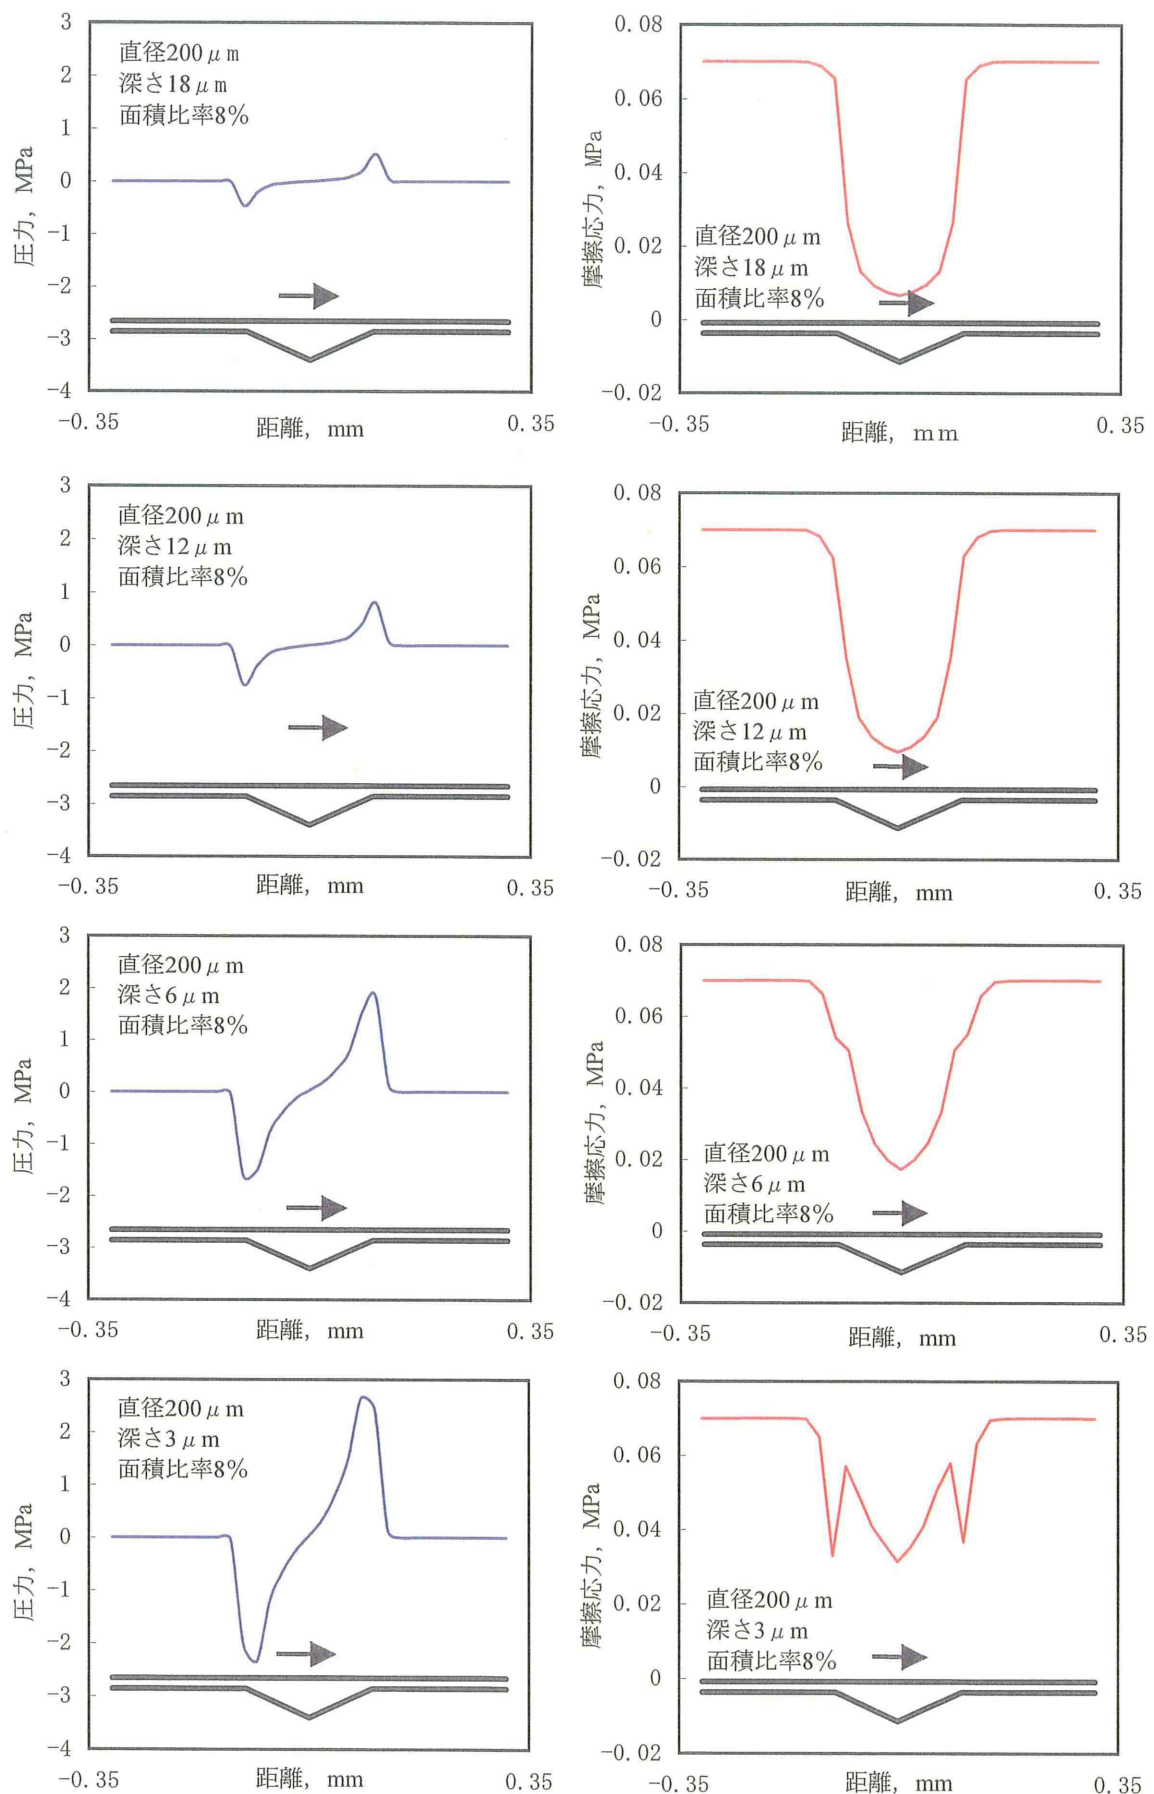 3
2
1
0
-1
-2
-3
-4
圧力, MPa
直径200μm
深さ18μm
面積比率8%
-0.35
距離, mm
0.35
0.08
0.06
0.04
0.02
0
-0.02
摩擦応力, MPa
直径200μm
深さ18μm
面積比率8%
-0.35
距離, mm
0.35
3
2
1
0
-1
-2
-3
-4
圧力, MPa
直径200μm
深さ12μm
面積比率8%
-0.35
距離, mm
0.35
0.08
0.06
0.04
0.02
0
-0.02
摩擦応力, MPa
直径200μm
深さ12μm
面積比率8%
-0.35
距離, mm
0.35
3
2
1
0
-1
-2
-3
-4
圧力, MPa
直径200μm
深さ6μm
面積比率8%
-0.35
距離, mm
0.35
0.08
0.06
0.04
0.02
0
-0.02
摩擦応力, MPa
直径200μm
深さ6μm
面積比率8%
-0.35
距離, mm
0.35
3
2
1
0
-1
-2
-3
-4
圧力, MPa
直径200μm
深さ3μm
面積比率8%
-0.35
距離, mm
0.35
0.08
0.06
0.04
0.02
0
-0.02
摩擦応力, MPa
直径200μm
深さ3μm
面積比率8%
-0.35
距離, mm
0.35